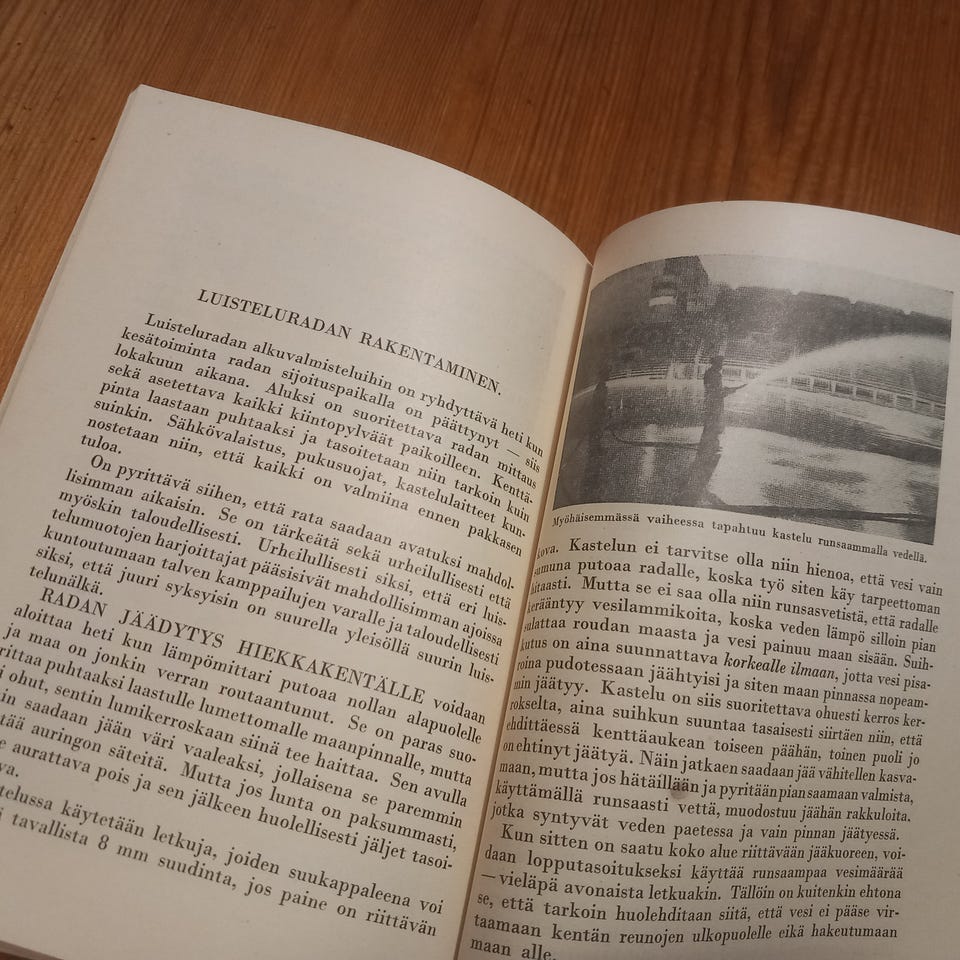 LUISTELURADAN RAKENTAMINEN.
Luisteluradan alkuvalmisteluihin on ryhdyttävä heti kun
kesätoiminta radan sijoituspaikalla on päättynyt — siis
lokakuun aikana. Aluksi on suoritettava radan mittaus
sekä asetettava kaikki kiintopylväät paikoilleen. Kenttä-
pinta laastaan puhtaaksi ja tasoitetaan niin tarkoin kuin
suinkin. Sähkövalaistus, pukusuojat, kastelulaitteet kun-
nostetaan niin, että kaikki on valmiina ennen pakkasen
tuloa.
On pyrittävä siihen, että rata saadaan avatuksi mahdol-
lisimman aikaisin. Se on tärkeätä sekä urheilullisesti että
myöskin taloudellisesti. Urheilullisesti siksi, että eri luis-
telumuotojen harjoittajat pääsisivät mahdollisimman ajoissa
kuntoutumaan talven kamppailujen varalle ja taloudellisesti
siksi, että juuri syksyisin on suurella yleisöllä suurin luis-
telunälkä.
RADAN JÄÄDYTYS HIEKKAKENTÄLLE voidaan
aloittaa heti kun lämpömittari putoaa nollan alapuolelle
ja maa on jonkin verran routaantunut. Se on paras suo-
rittaa puhtaaksi laastulle lumettomalle maanpinnalle, mutta
ohut, sentin lumikerroskaan siinä tee haittaa. Sen avulla
saadaan jään väri vaaleaksi, jollaisena se paremmin
auringon säteitä. Mutta jos lunta on paksummasti,
aurattava pois ja sen jälkeen huolellisesti jäljet tasoi-
käytetään letkuja, joiden suukappaleena voi
tavallista 8 mm suudinta, jos paine on riittävän
Myöhäisemmässä vaiheessa tapahtuu kastelu runsaammalla vedellä.
kova. Kastelun ei tarvitse olla niin hienoa, että vesi vain
sumuna putoaa radalle, koska työ siten käy tarpeettoman
hitaasti. Mutta se ei saa olla niin runsasvetistä, että radalle
kerääntyy vesilammikoita, koska veden lämpö silloin pian
sulattaa roudan maasta ja vesi painuu maan sisään. Suih-
kutus on aina suunnattava korkealle ilmaan, jotta vesi pisa-
roina pudotessaan jäähtyisi ja siten maan pinnassa nopeam-
min jäätyy. Kastelu on siis suoritettava ohuesti kerros ker-
rokselta, aina suihkun suuntaa tasaisesti siirtäen niin, että
ehdittäessä kenttäaukean toiseen päähän, toinen puoli jo
on ehtinyt jäätyä. Näin jatkaen saadaan jää vähitellen kasva-
maan, mutta jos hätäillään ja pyritään pian saamaan valmista,
käyttämällä runsaasti vettä, muodostuu jäähän rakkuloita.
jotka syntyvät veden paetessa ja vain pinnan jäätyessä.
Kun sitten on saatu koko alue riittävään jääkuoreen, voi-
daan lopputasoitukseksi käyttää runsaampaa vesimäärää
— vieläpä avonaista letkuakin. Tällöin on kuitenkin ehtona
se, että tarkoin huolehditaan siitä, että vesi ei pääse vir-
taamaan kentän reunojen ulkopuolelle eikä hakeutumaan
maan alle.